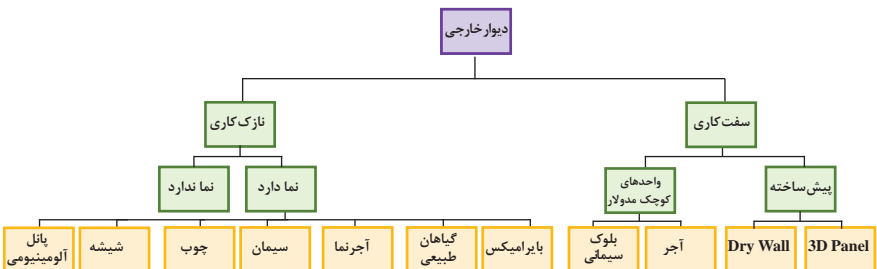 دیوار خارجی
سفت‌کاری
نازک‌کاری
پیش‌ساخته
واحدهای
کوچک مدولار
نما دارد
نما ندارد
3D Panel
Dry Wall
آجر
بلوک
سیمانی
بایرامیکس
گیاهان
طبیعی
آجرنما
سیمان
چوب
شیشه
پانل
آلومینیومی